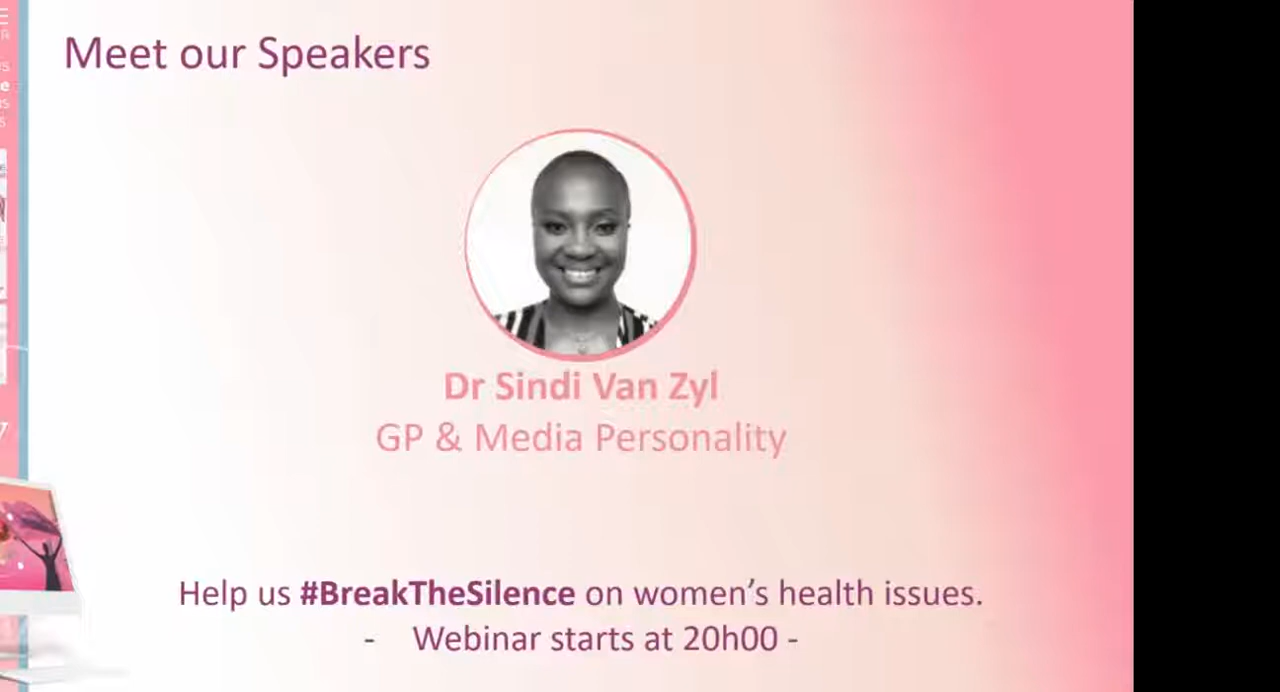 Meet our Speakers
Dr Sindi Van Zyl
GP & Media Personality
Help us #BreakTheSilence on women's health issues.
- Webinar starts at 20h00 -